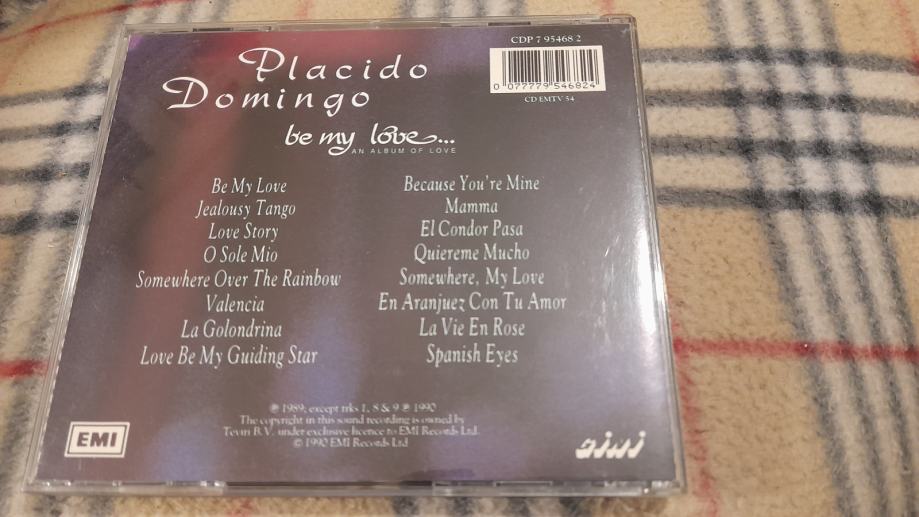 CDP 7 95468 2
0 077779 546824
CD EMTV 54
Placido
Domingo
be my love...
AN ALBUM OF LOVE
Be My Love
Jealousy Tango
Love Story
O Sole Mio
Somewhere Over The Rainbow
Valencia
La Golondrina
Love Be My Guiding Star
Because You're Mine
Mamma
El Condor Pasa
Quiereme Mucho
Somewhere, My Love
En Aranjuez Con Tu Amor
La Vie En Rose
Spanish Eyes
℗ 1989; except trks 1, 8 & 9 ℗ 1990
The copyright in this sound recording is owned by
B.V. under exclusive licence to EMI Records Ltd.
© 1990 EMI Records Ltd
EMI